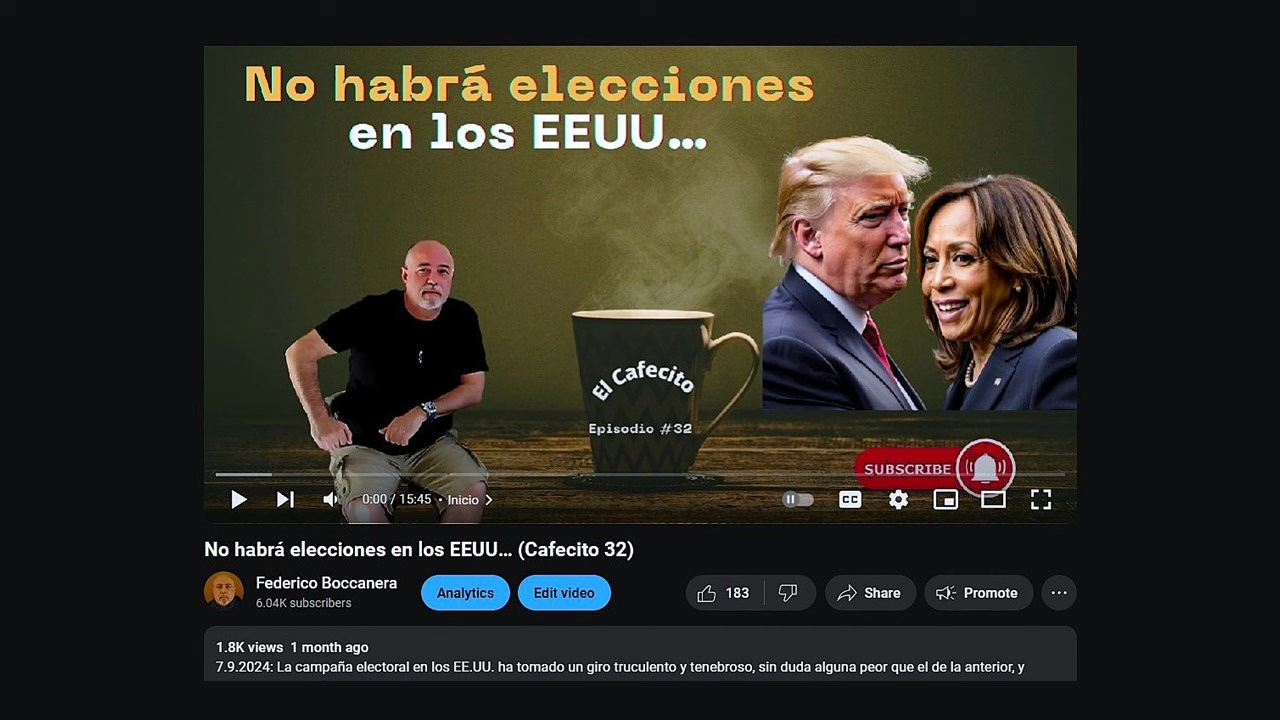 No habrá elecciones
en los EEUU...
El Cafecito
Episodio #32
SUBSCRIBE
0:00 / 15:45 • Inicio
CC
No habrá elecciones en los EEUU... (Cafecito 32)
Federico Boccanera
6.04K subscribers
Analytics
Edit video
183
Share
Promote
1.8K views 1 month ago
7.9.2024: La campaña electoral en los EE.UU. ha tomado un giro truculento y tenebroso, sin duda alguna peor que el de la anterior, y